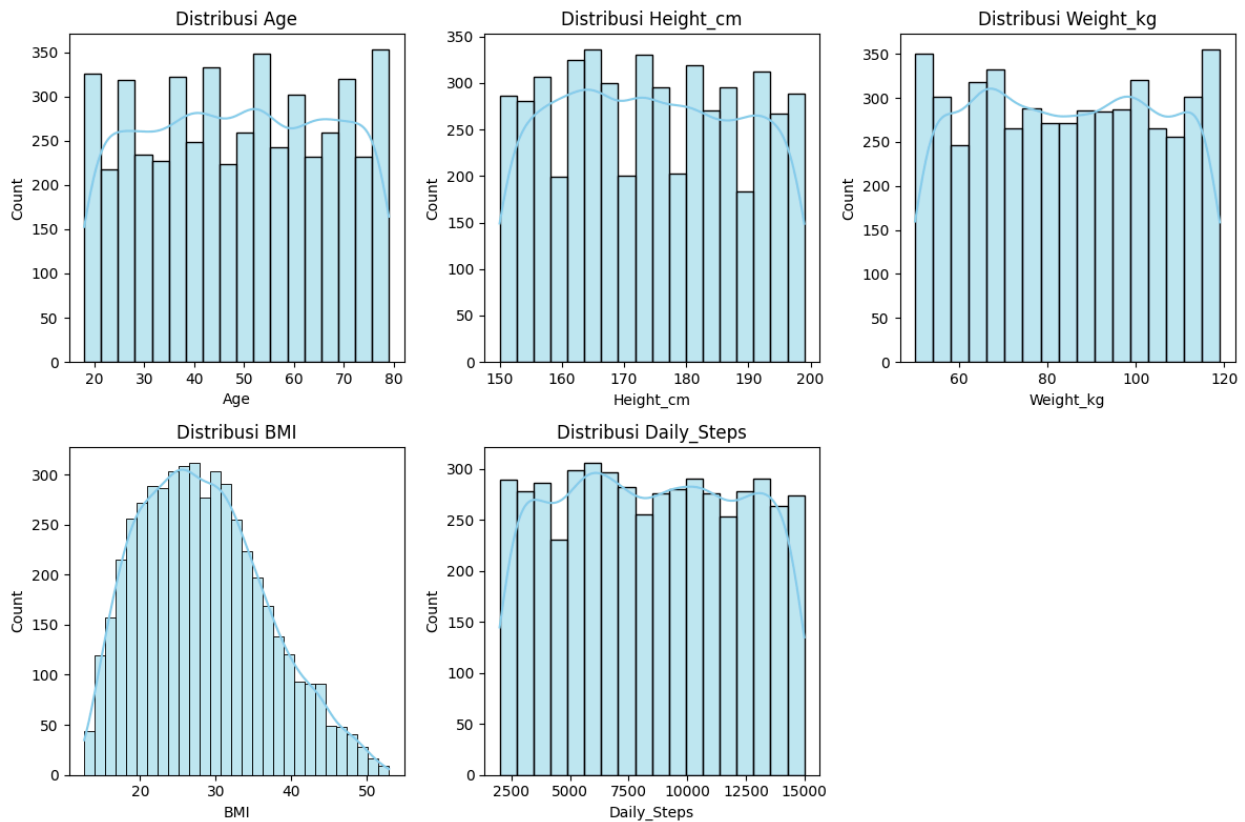 Distribusi Age
350
300
250
200
150
100
50
0
Count
20 30 40 50 60 70 80
Age
Distribusi Height_cm
350
300
250
200
150
100
50
0
Count
150 160 170 180 190 200
Height_cm
Distribusi Weight_kg
350
300
250
200
150
100
50
0
Count
60 80 100 120
Weight_kg
Distribusi BMI
300
250
200
150
100
50
0
Count
20 30 40 50
BMI
Distribusi Daily_Steps
300
250
200
150
100
50
0
Count
2500 5000 7500 10000 12500 15000
Daily_Steps